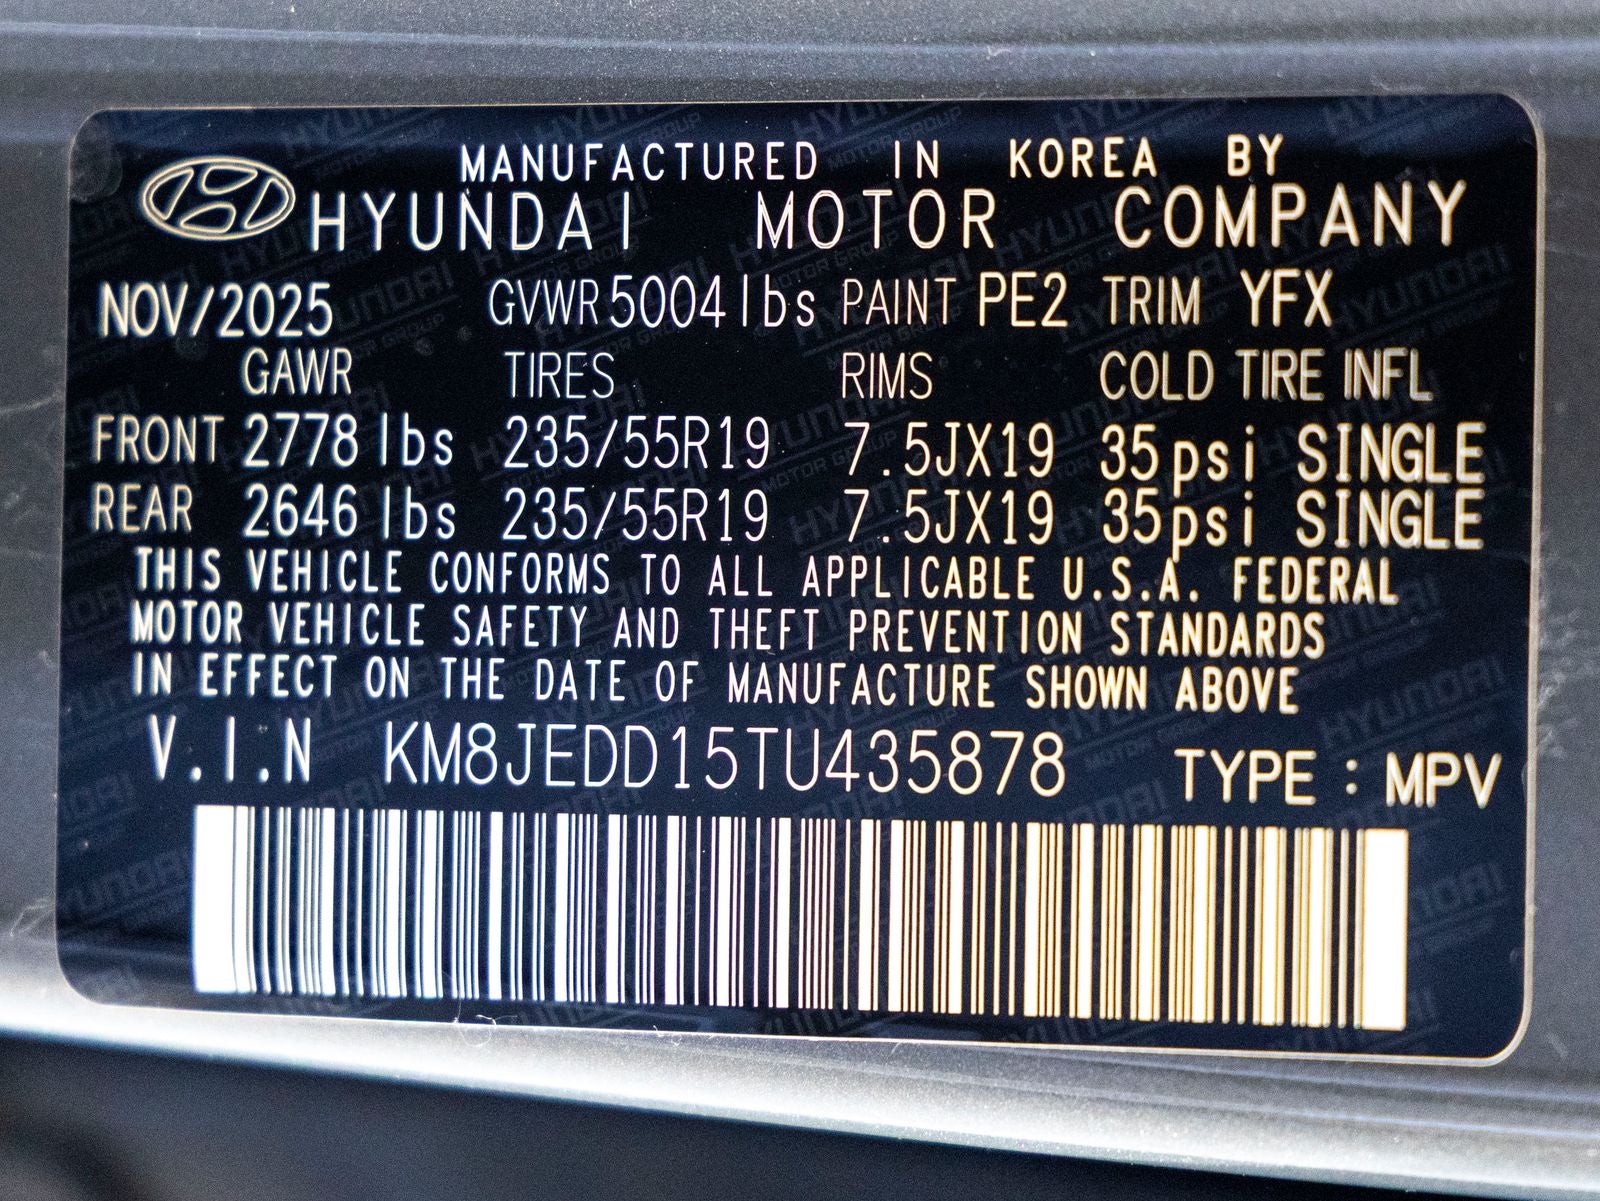 MANUFACTURED IN KOREA BY
HYUNDAI MOTOR COMPANY
NOV/2025 GVWR 5004 lbs PAINT PE2 TRIM YFX
GAWR TIRES RIMS COLD TIRE INFL
FRONT 2778 lbs 235/55R19 7.5JX19 35psi SINGLE
REAR 2646 lbs 235/55R19 7.5JX19 35psi SINGLE
THIS VEHICLE CONFORMS TO ALL APPLICABLE U.S.A. FEDERAL
MOTOR VEHICLE SAFETY AND THEFT PREVENTION STANDARDS
IN EFFECT ON THE DATE OF MANUFACTURE SHOWN ABOVE
V.I.N KM8JEDD15TU435878 TYPE : MPV